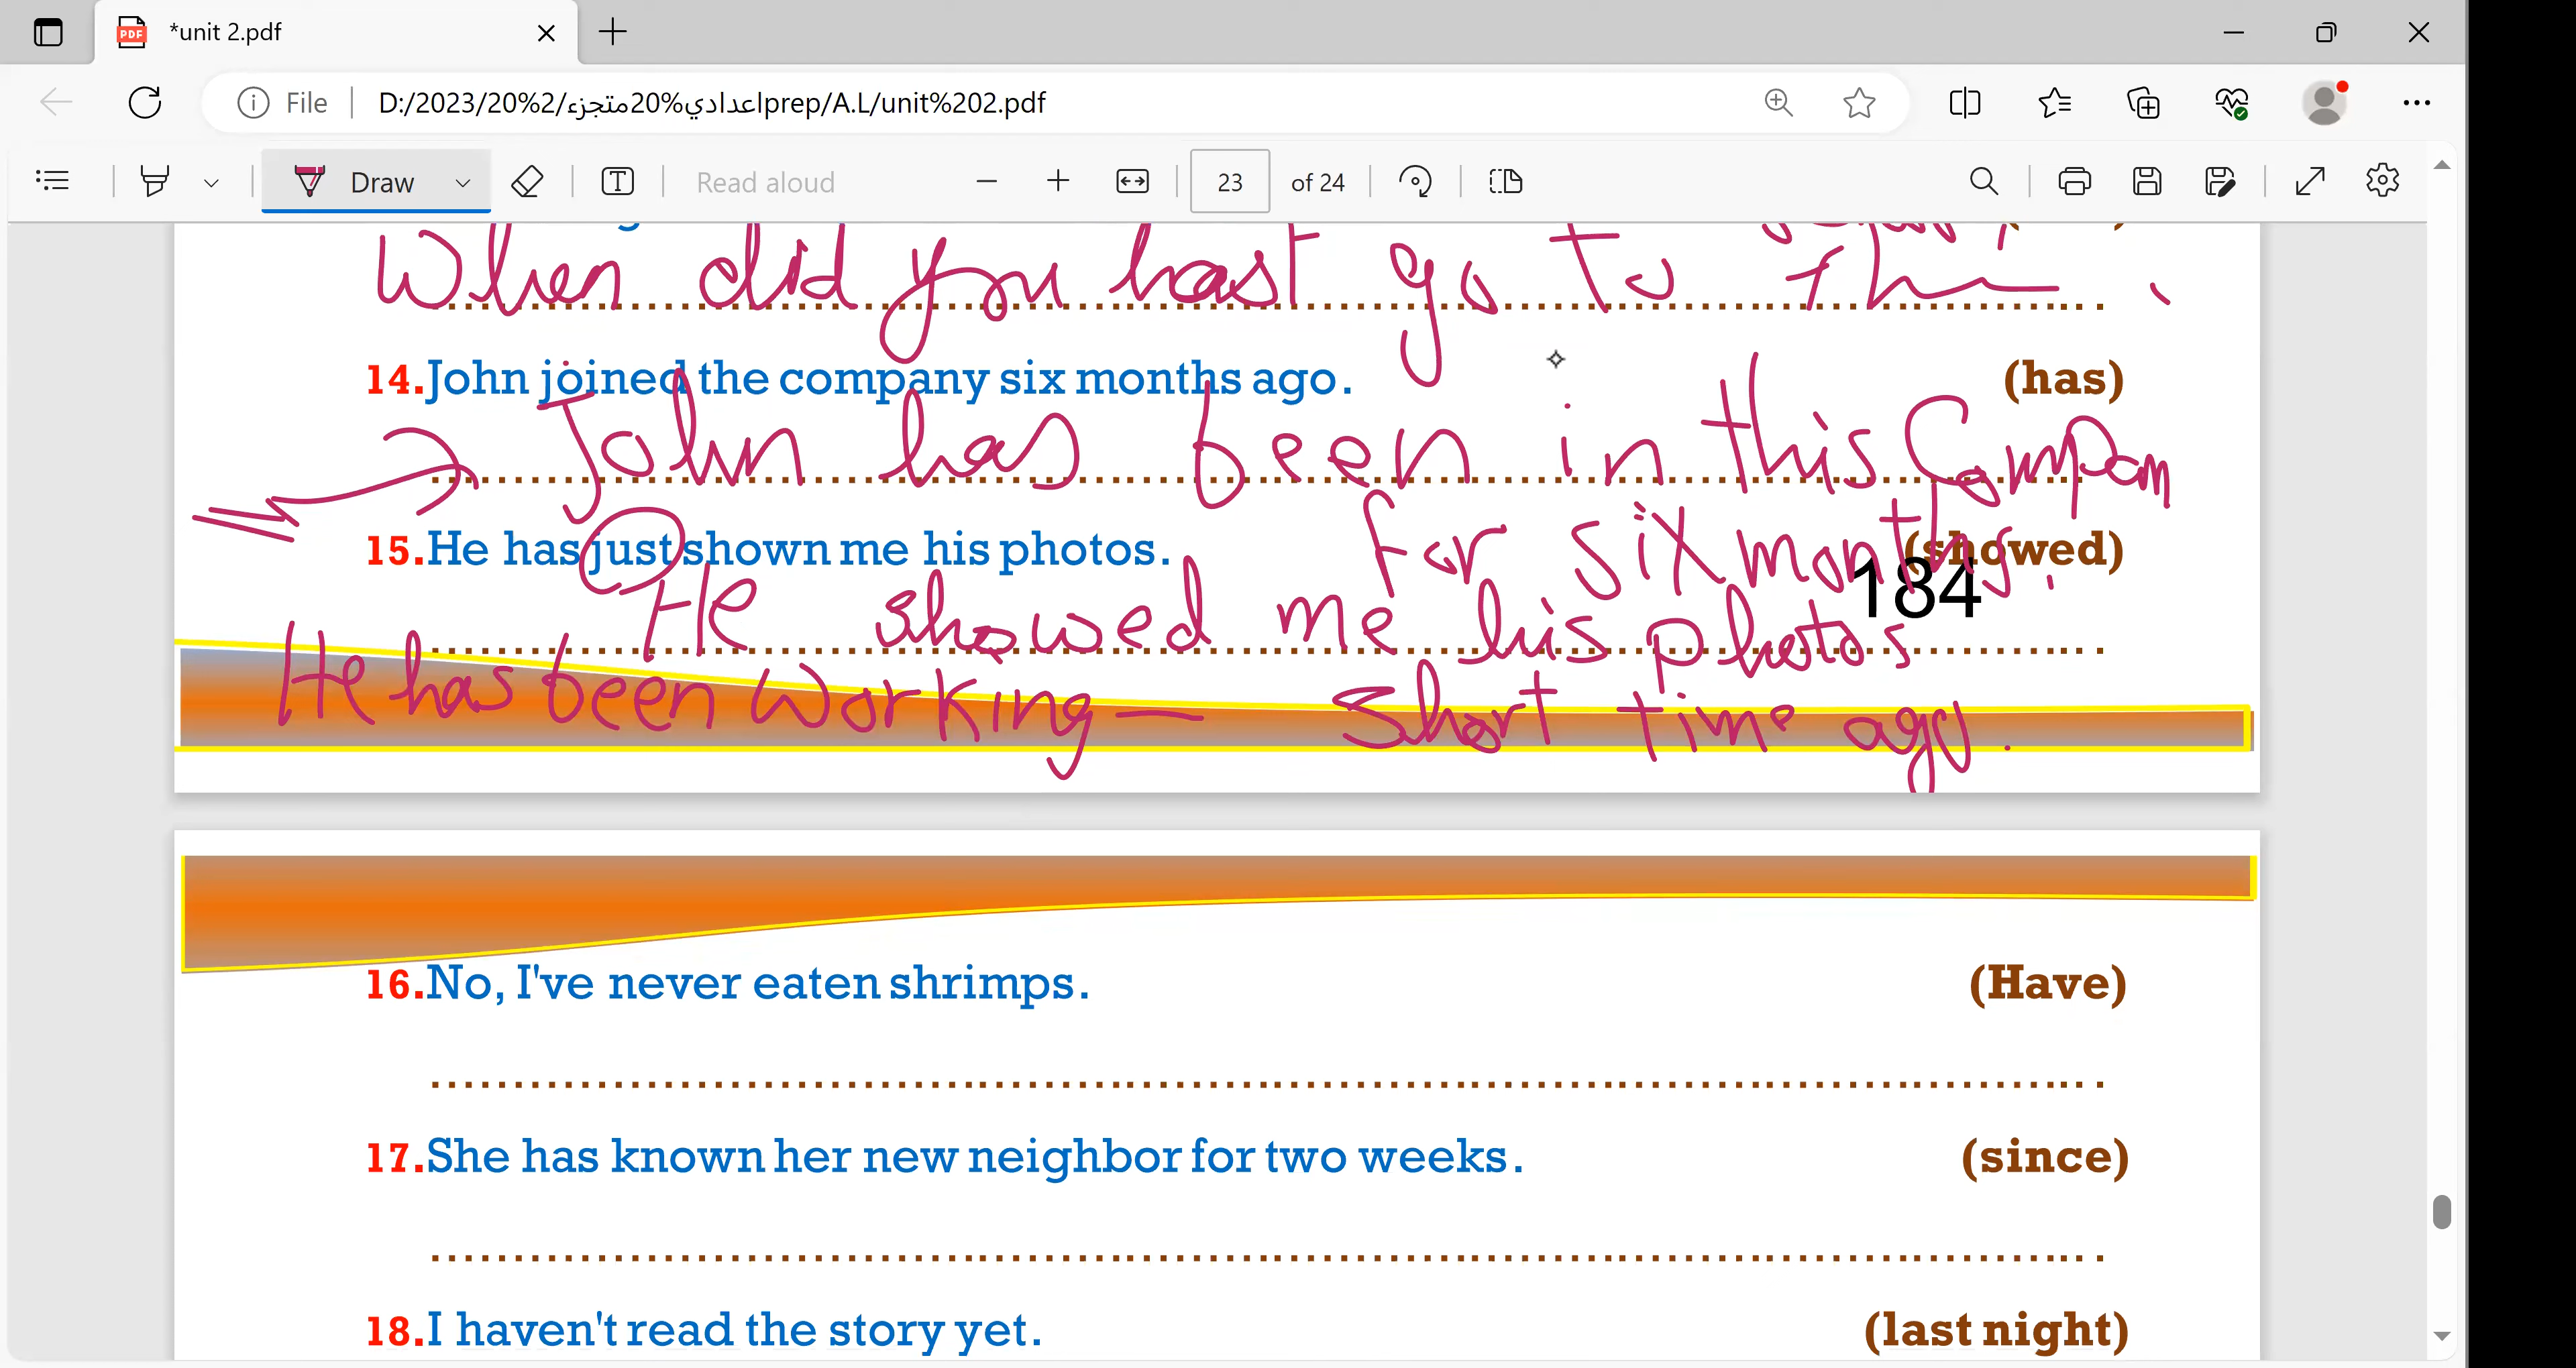 *unit 2.pdf
File D:/2023/20%2/اعدادي%20متجزءprep/A.L/unit%202.pdf
Draw Read aloud 23 of 24
When did you last go to the
14.John joined the company six months ago. (has)
John has been in this Compan
15.He has just shown me his photos. (showed)
for six months.
184
He showed me his photos
He has been working — Short time ago.
16.No, I've never eaten shrimps. (Have)
17.She has known her new neighbor for two weeks. (since)
18.I haven't read the story yet. (last night)